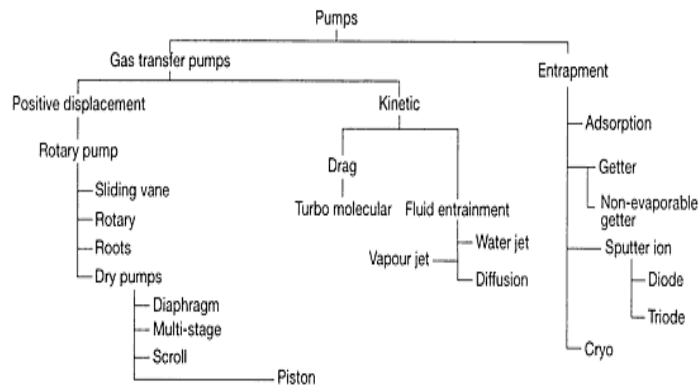 Pumps
Gas transfer pumps
Entrapment
Positive displacement
Kinetic
Adsorption
Rotary pump
Drag
Getter
Sliding vane
Turbo molecular
Fluid entrainment
Non-evaporable
getter
Rotary
Roots
Water jet
Sputter ion
Vapour jet
Dry pumps
Diffusion
Diode
Diaphragm
Triode
Multi-stage
Scroll
Cryo
Piston